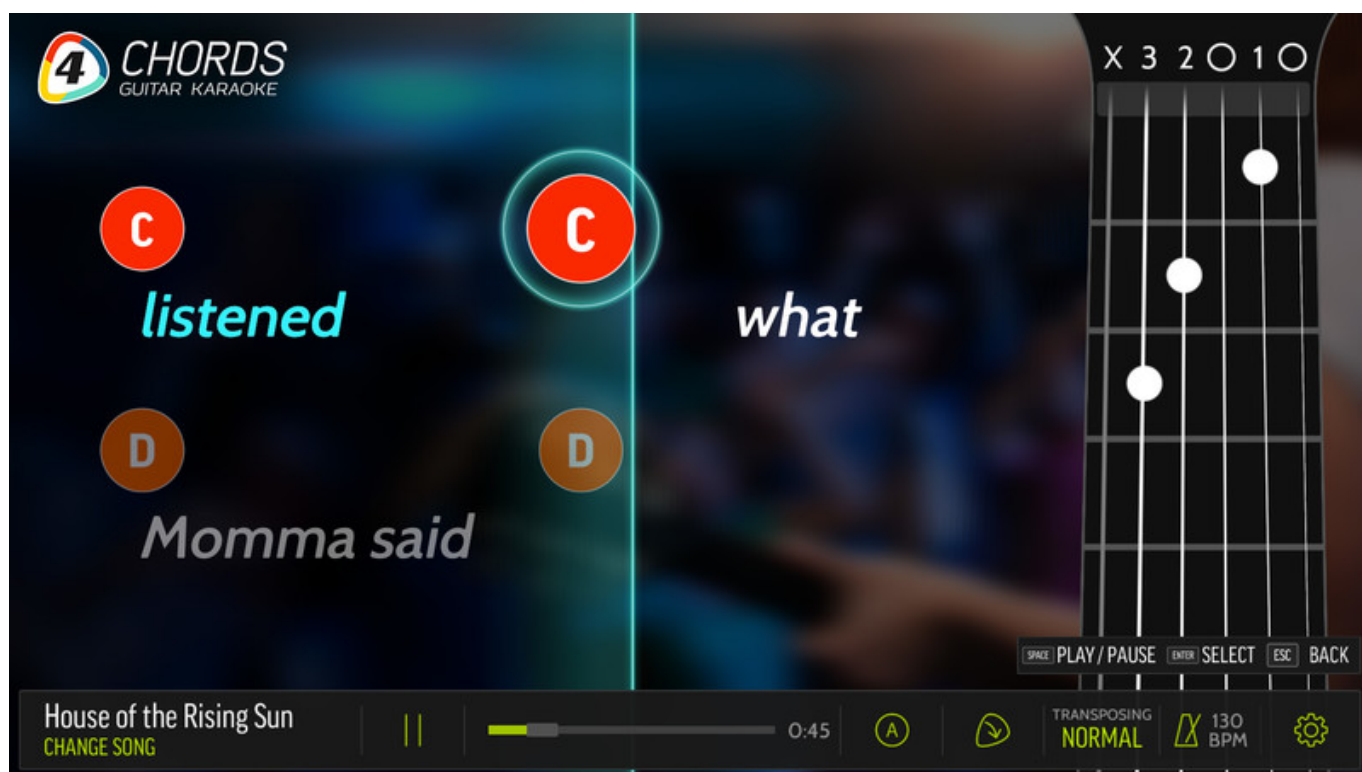 4 CHORDS
GUITAR KARAOKE
X 3 2 O 1 O
C C
listened what
D D
Momma said
SPACE PLAY / PAUSE ENTER SELECT ESC BACK
House of the Rising Sun
CHANGE SONG
0:45
A
TRANSPOSING
NORMAL
130
BPM